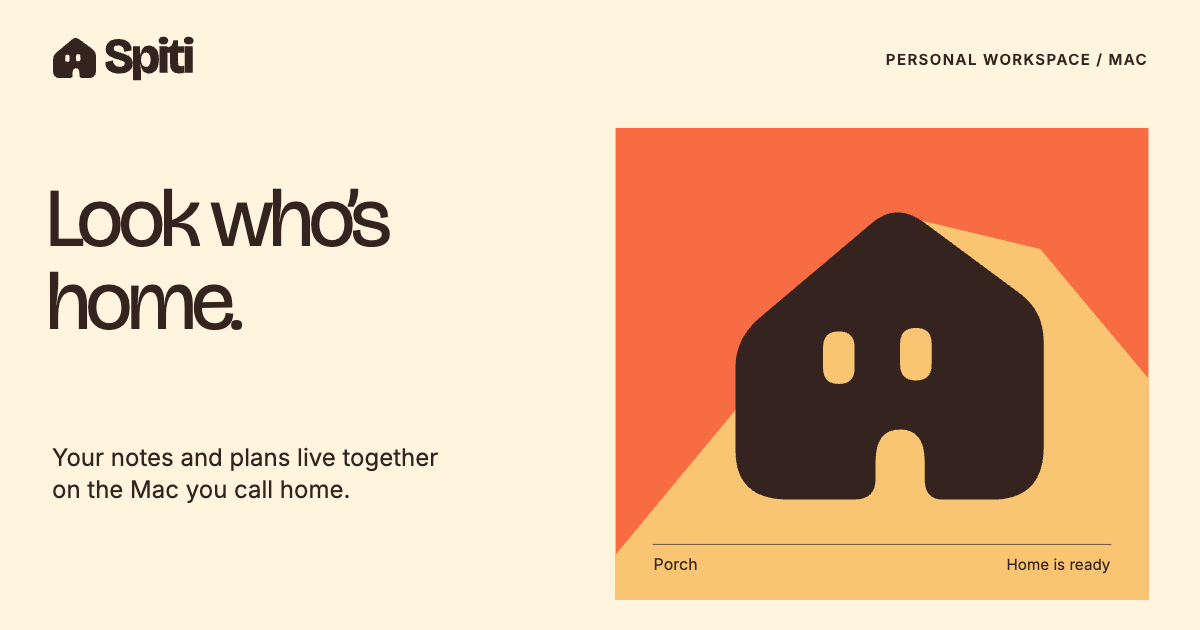 Spiti
PERSONAL WORKSPACE / MAC
Look who’s
home.
Your notes and plans live together
on the Mac you call home.
Porch
Home is ready